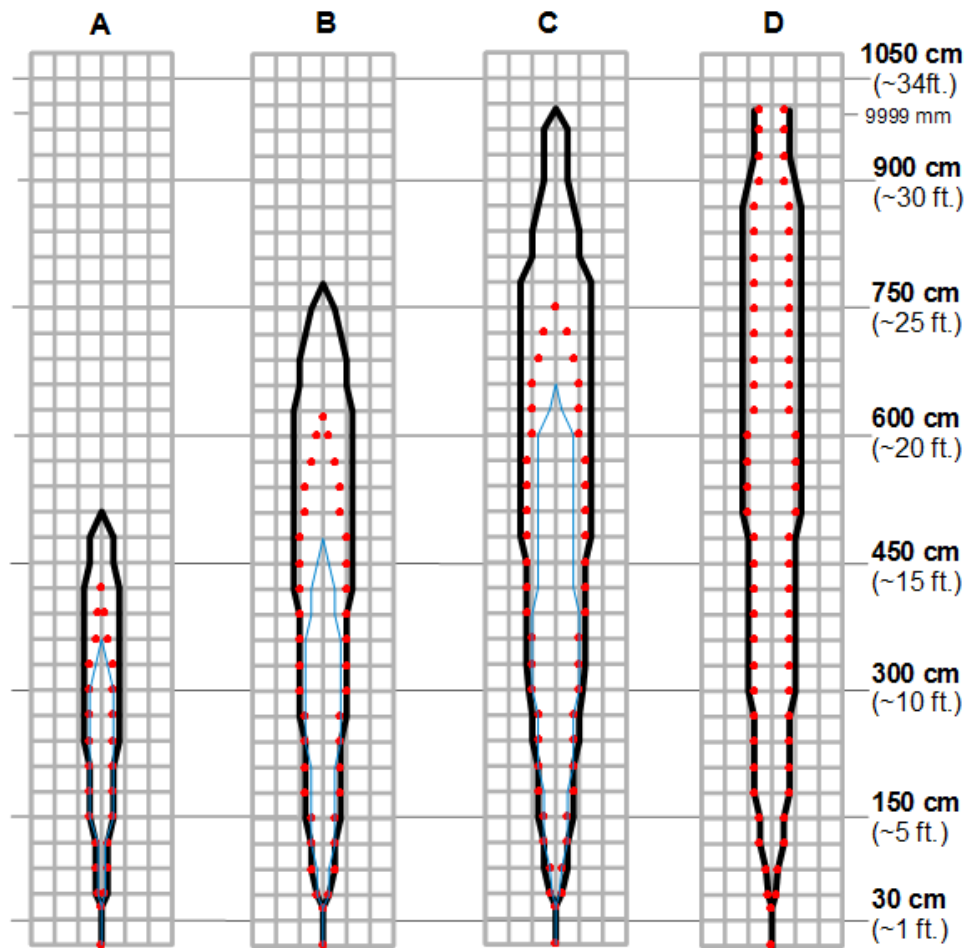 A
B
C
D
1050 cm
(~34ft.)
9999 mm
900 cm
(~30 ft.)
750 cm
(~25 ft.)
600 cm
(~20 ft.)
450 cm
(~15 ft.)
300 cm
(~10 ft.)
150 cm
(~5 ft.)
30 cm
(~1 ft.)